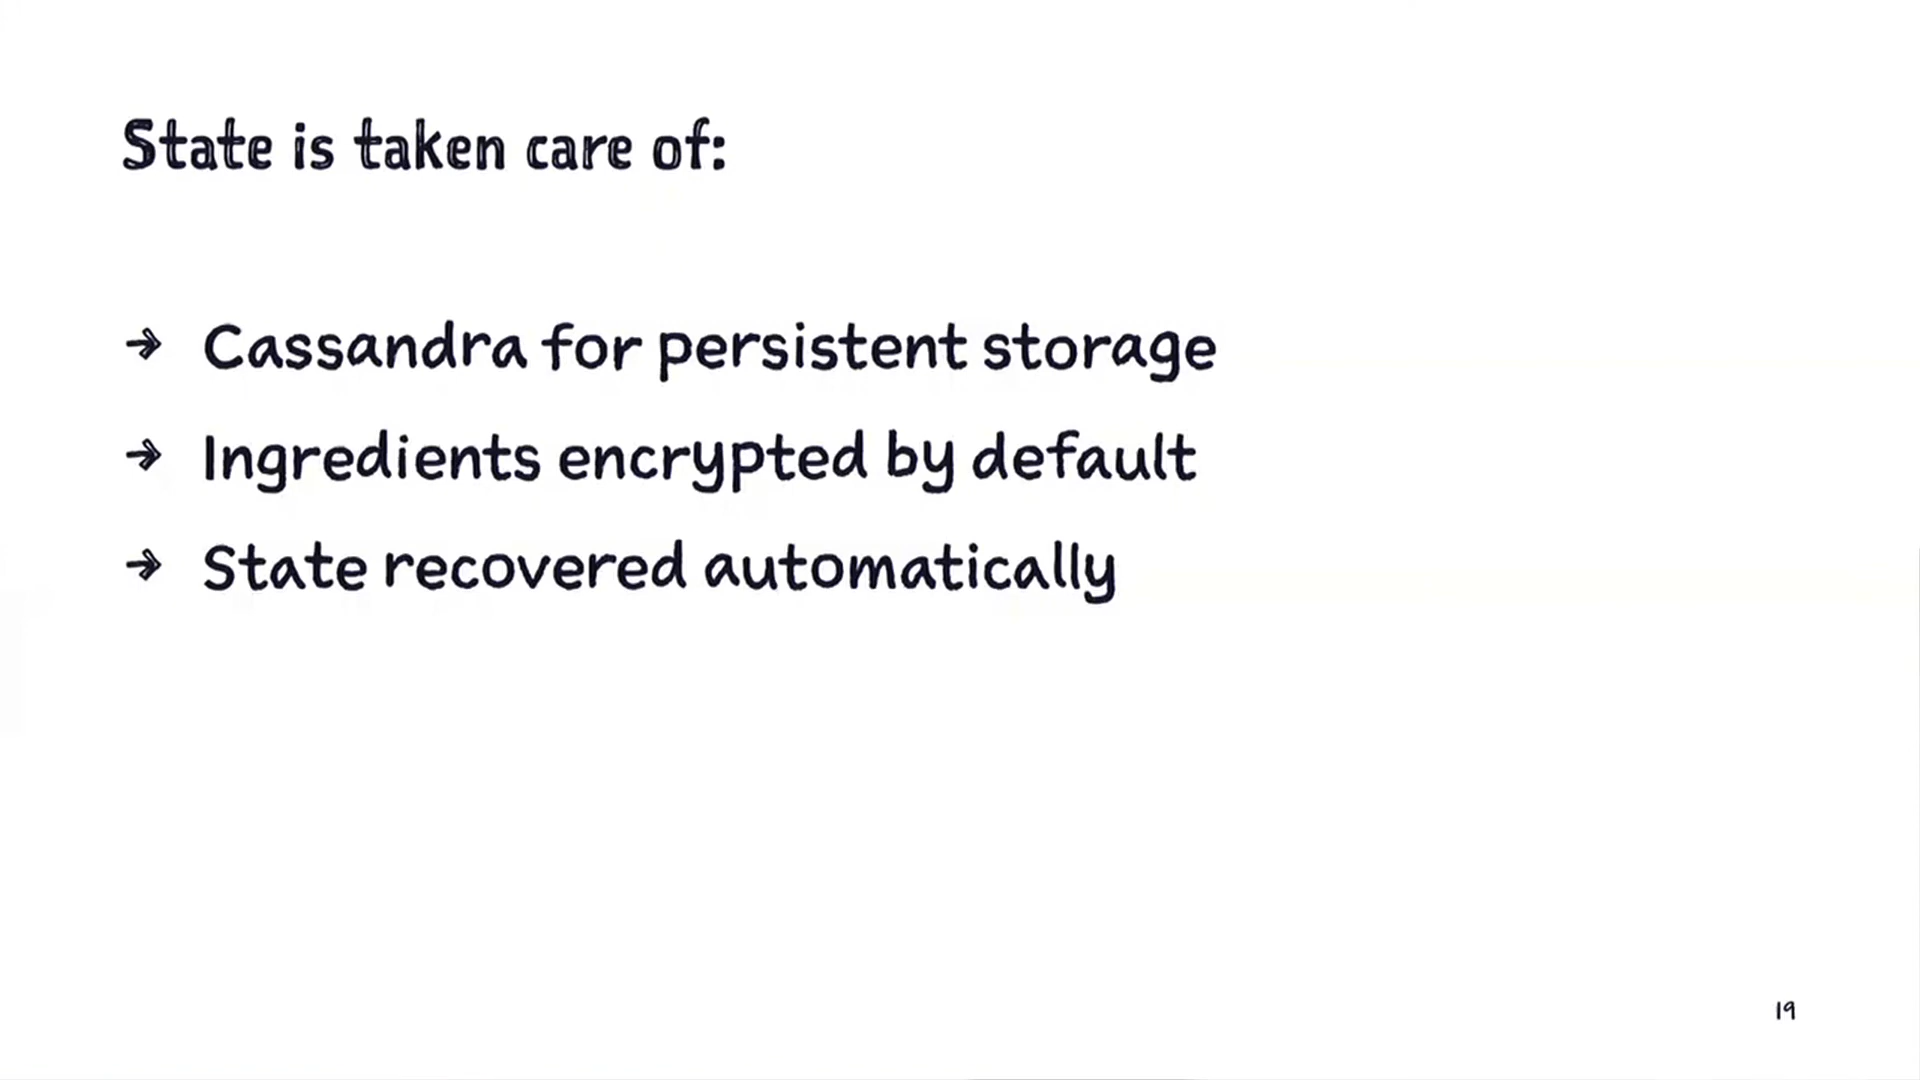 State is taken care of:
→ Cassandra for persistent storage
→ Ingredients encrypted by default
→ State recovered automatically
19